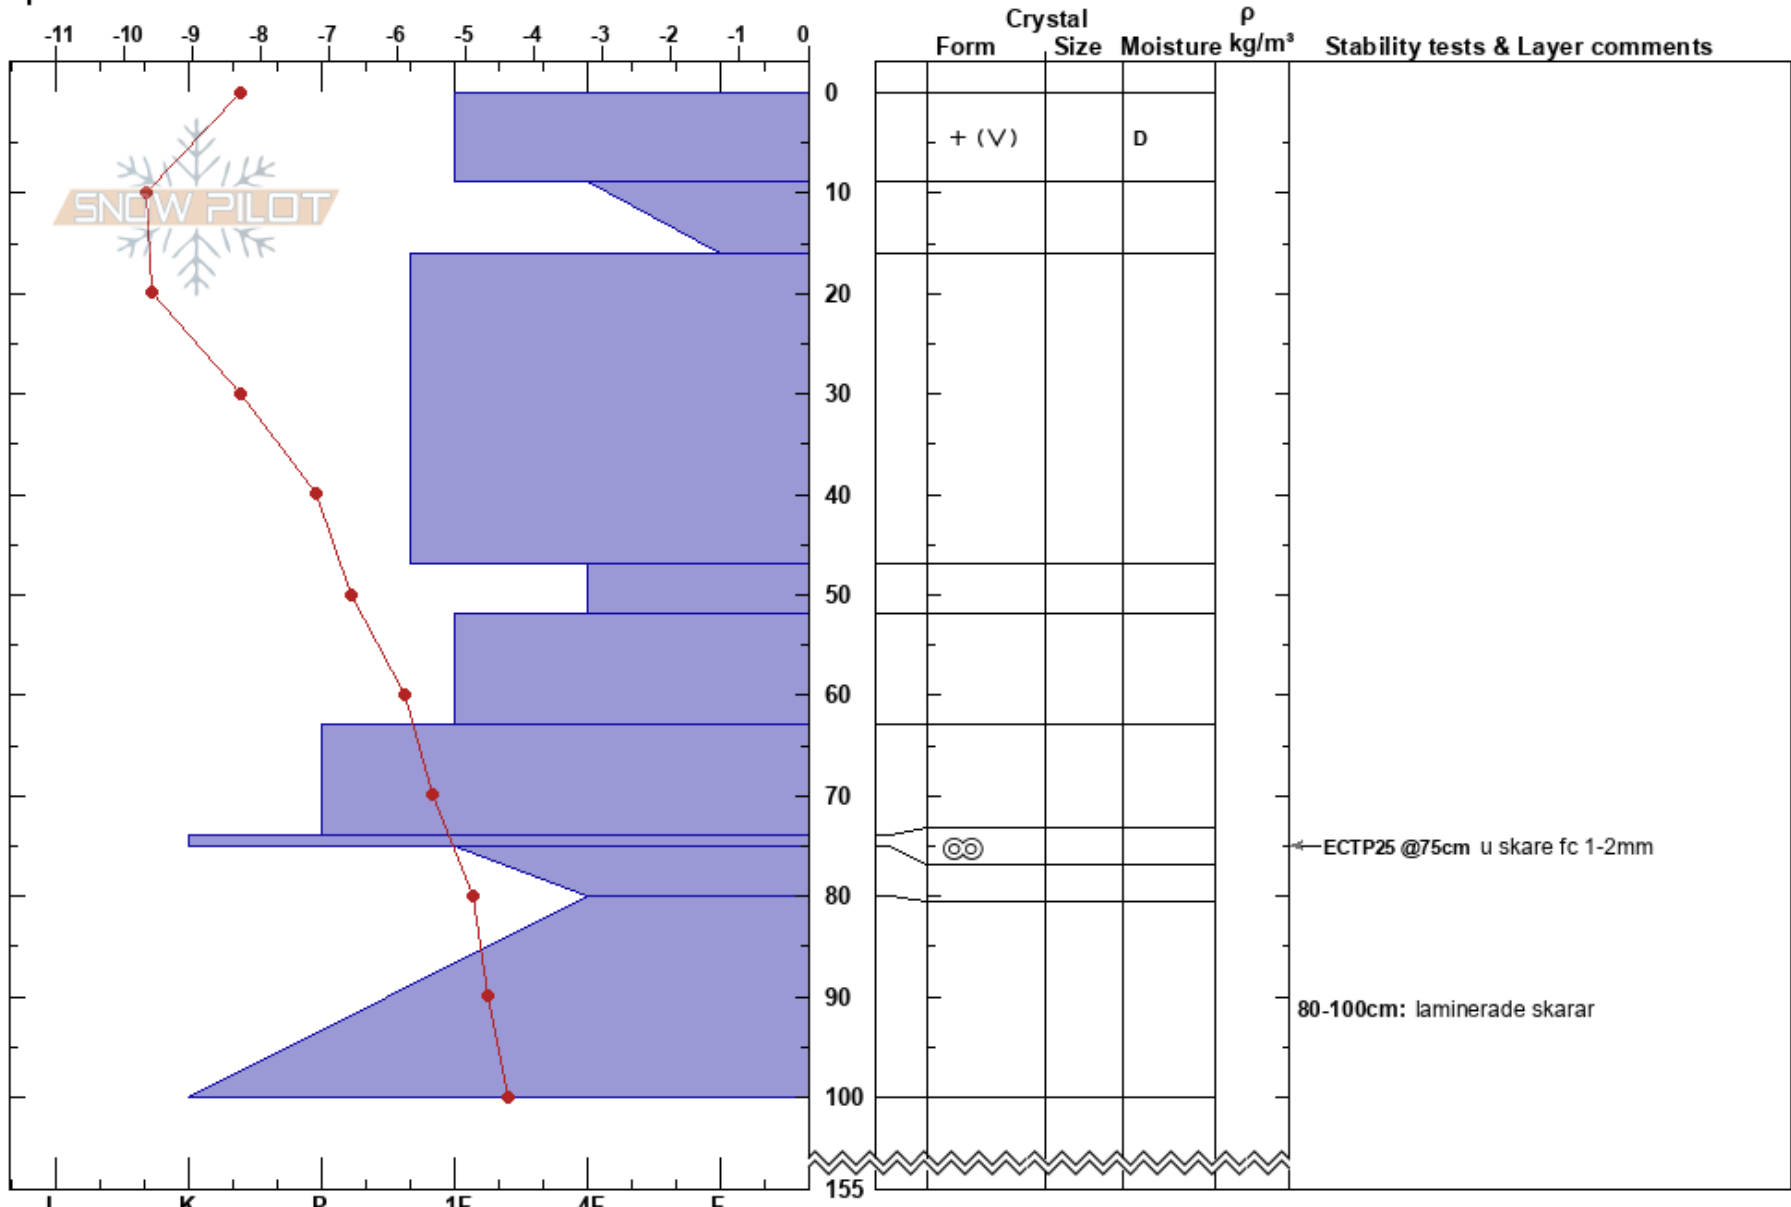 -11 -10 -9 -8 -7 -6 -5 -4 -3 -2 -1 0
Crystal
ρ
Form Size Moisture kg/m³ Stability tests & Layer comments
0
+ (V) D
10
SNOW PILOT
20
30
40
50
60
70
ECTP25 @75cm u skare fc 1-2mm
80
90
80-100cm: laminerade skarar
100
155
K P 1F 4F F